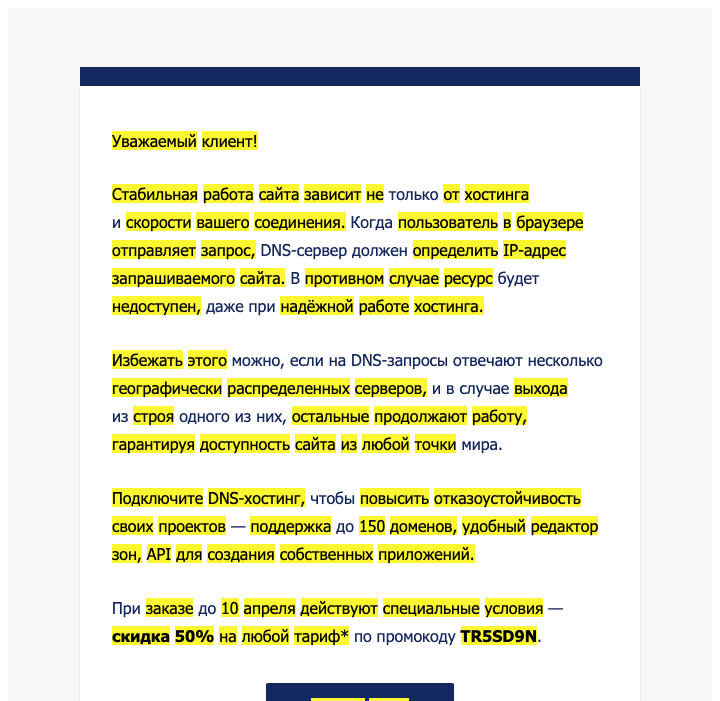 Уважаемый клиент!
Стабильная работа сайта зависит не только от хостинга
и скорости вашего соединения. Когда пользователь в браузере
отправляет запрос, DNS-сервер должен определить IP-адрес
запрашиваемого сайта. В противном случае ресурс будет
недоступен, даже при надёжной работе хостинга.
Избежать этого можно, если на DNS-запросы отвечают несколько
географически распределенных серверов, и в случае выхода
из строя одного из них, остальные продолжают работу,
гарантируя доступность сайта из любой точки мира.
Подключите DNS-хостинг, чтобы повысить отказоустойчивость
своих проектов — поддержка до 150 доменов, удобный редактор
зон, API для создания собственных приложений.
При заказе до 10 апреля действуют специальные условия —
скидка 50% на любой тариф* по промокоду TR5SD9N.